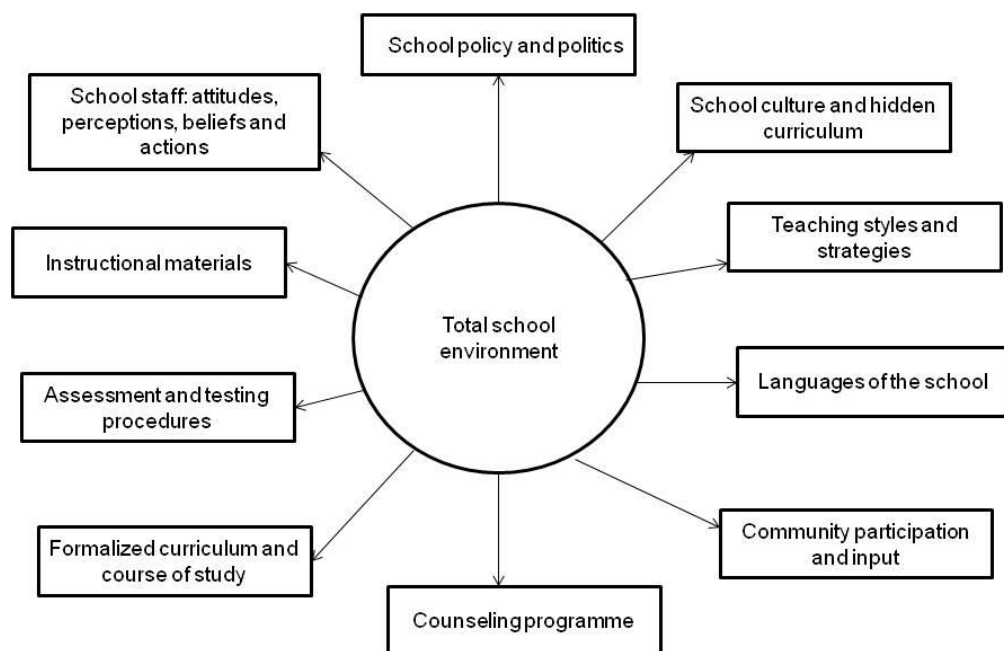 School policy and politics
School staff: attitudes,
perceptions, beliefs and
actions
School culture and hidden
curriculum
Instructional materials
Teaching styles and
strategies
Total school
environment
Assessment and testing
procedures
Languages of the school
Formalized curriculum and
course of study
Community participation
and input
Counseling programme